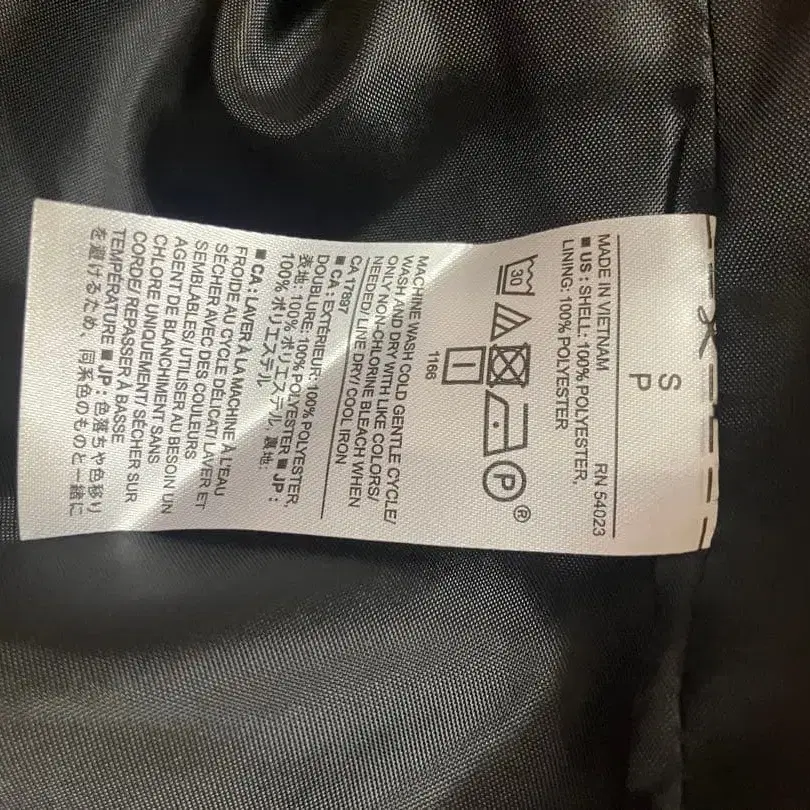 S
P
MADE IN VIETNAM RN 54023
■ US : SHELL: 100% POLYESTER,
LINING: 100% POLYESTER
30
P
®
1166
MACHINE WASH COLD GENTLE CYCLE/
WASH AND DRY WITH LIKE COLORS/
ONLY NON-CHLORINE BLEACH WHEN
NEEDED/ LINE DRY/ COOL IRON
CA 17897
■ CA : EXTÉRIEUR: 100% POLYESTER,
DOUBLURE: 100% POLYESTER ■ JP :
表地: 100% ポリエステル, 裏地:
100% ポリエステル
■ CA : LAVER À LA MACHINE À L'EAU
FROIDE AU CYCLE DÉLICAT/ LAVER ET
SÉCHER AVEC DES COULEURS
SEMBLABLES/ UTILISER AU BESOIN UN
AGENT DE BLANCHIMENT SANS
CHLORE UNIQUEMENT/ SÉCHER SUR
CORDE/ REPASSER À BASSE
TEMPÉRATURE ■ JP : 色落ちや色移り
を避けるため、同系色のものと一緒に